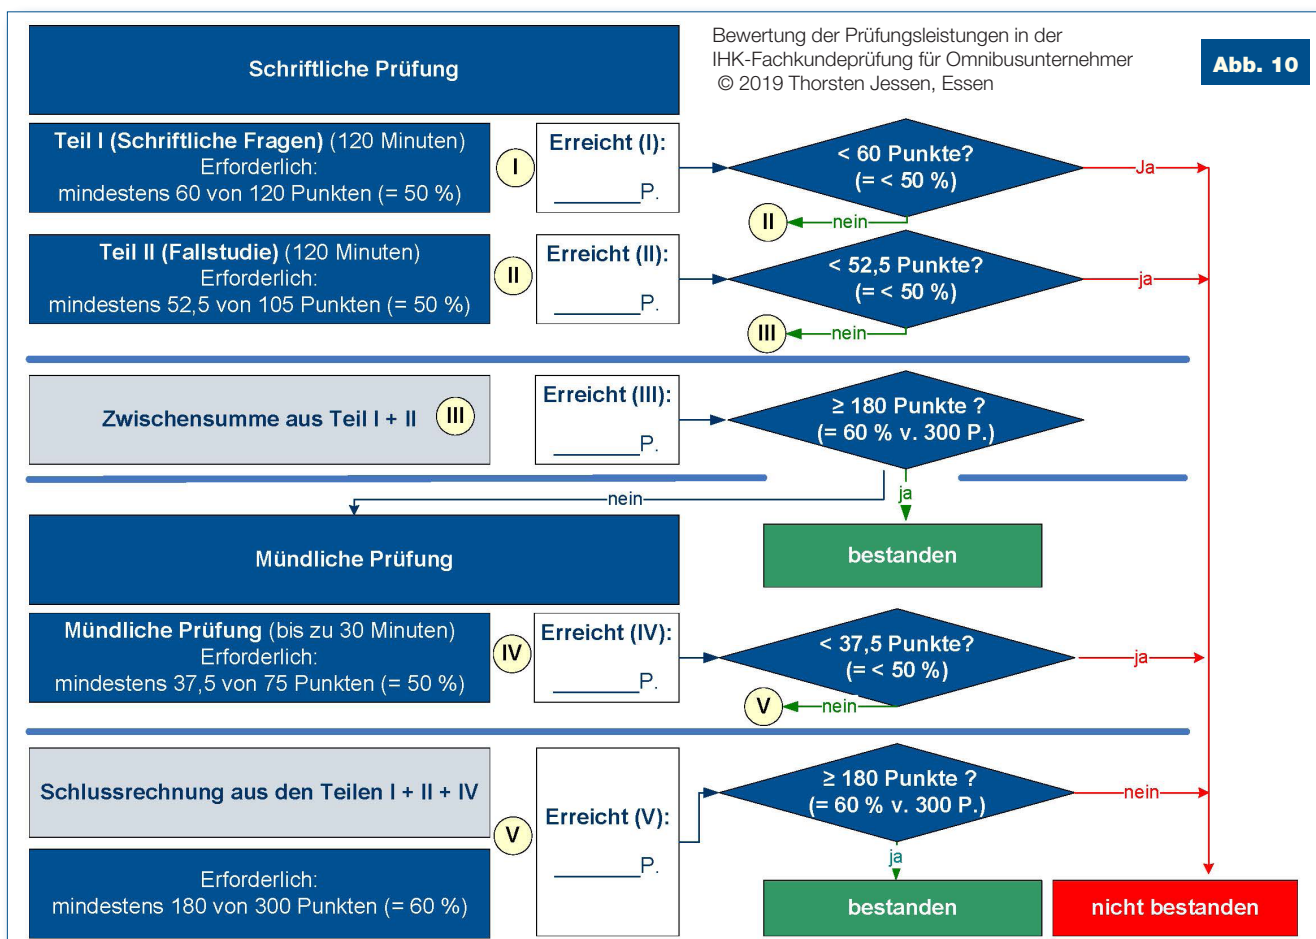 Bewertung der Prüfungsleistungen in der
IHK-Fachkundeprüfung für Omnibusunternehmer
© 2019 Thorsten Jessen, Essen
Abb. 10
Schriftliche Prüfung
Teil I (Schriftliche Fragen) (120 Minuten)
Erforderlich:
mindestens 60 von 120 Punkten (= 50 %)
I
Erreicht (I):
______P.
< 60 Punkte?
(= < 50 %)
Ja
II
nein
Teil II (Fallstudie) (120 Minuten)
Erforderlich:
mindestens 52,5 von 105 Punkten (= 50 %)
II
Erreicht (II):
______P.
< 52,5 Punkte?
(= < 50 %)
ja
III
nein
Zwischensumme aus Teil I + II
III
Erreicht (III):
______P.
≥ 180 Punkte ?
(= 60 % v. 300 P.)
nein
ja
bestanden
Mündliche Prüfung
Mündliche Prüfung (bis zu 30 Minuten)
Erforderlich:
mindestens 37,5 von 75 Punkten (= 50 %)
IV
Erreicht (IV):
______P.
< 37,5 Punkte?
(= < 50 %)
ja
V
nein
Schlussrechnung aus den Teilen I + II + IV
Erforderlich:
mindestens 180 von 300 Punkten (= 60 %)
V
Erreicht (V):
______P.
≥ 180 Punkte ?
(= 60 % v. 300 P.)
nein
ja
bestanden
nicht bestanden